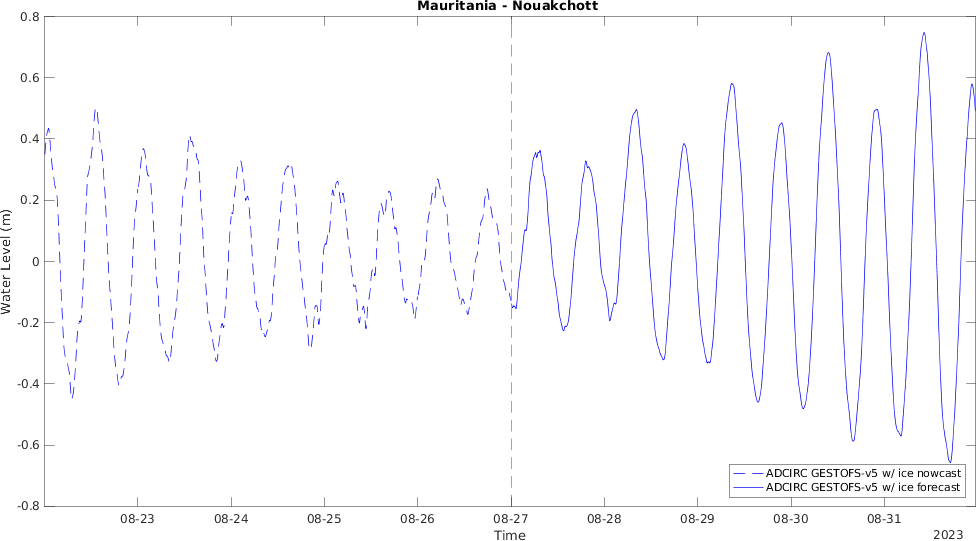 Mauritania - Nouakchott
0.8
0.6
0.4
0.2
0
-0.2
-0.4
-0.6
-0.8
Water Level (m)
ADCIRC GESTOFS-v5 w/ ice nowcast
ADCIRC GESTOFS-v5 w/ ice forecast
08-23 08-24 08-25 08-26 08-27 08-28 08-29 08-30 08-31
Time
2023